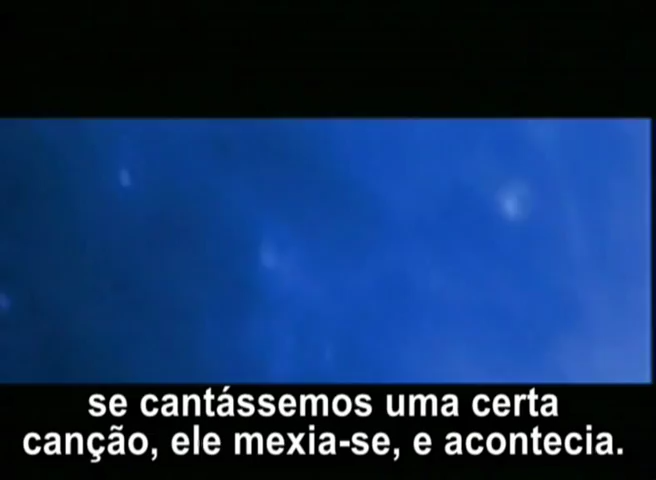 se cantássemos uma certa
canção, ele mexia-se, e acontecia.